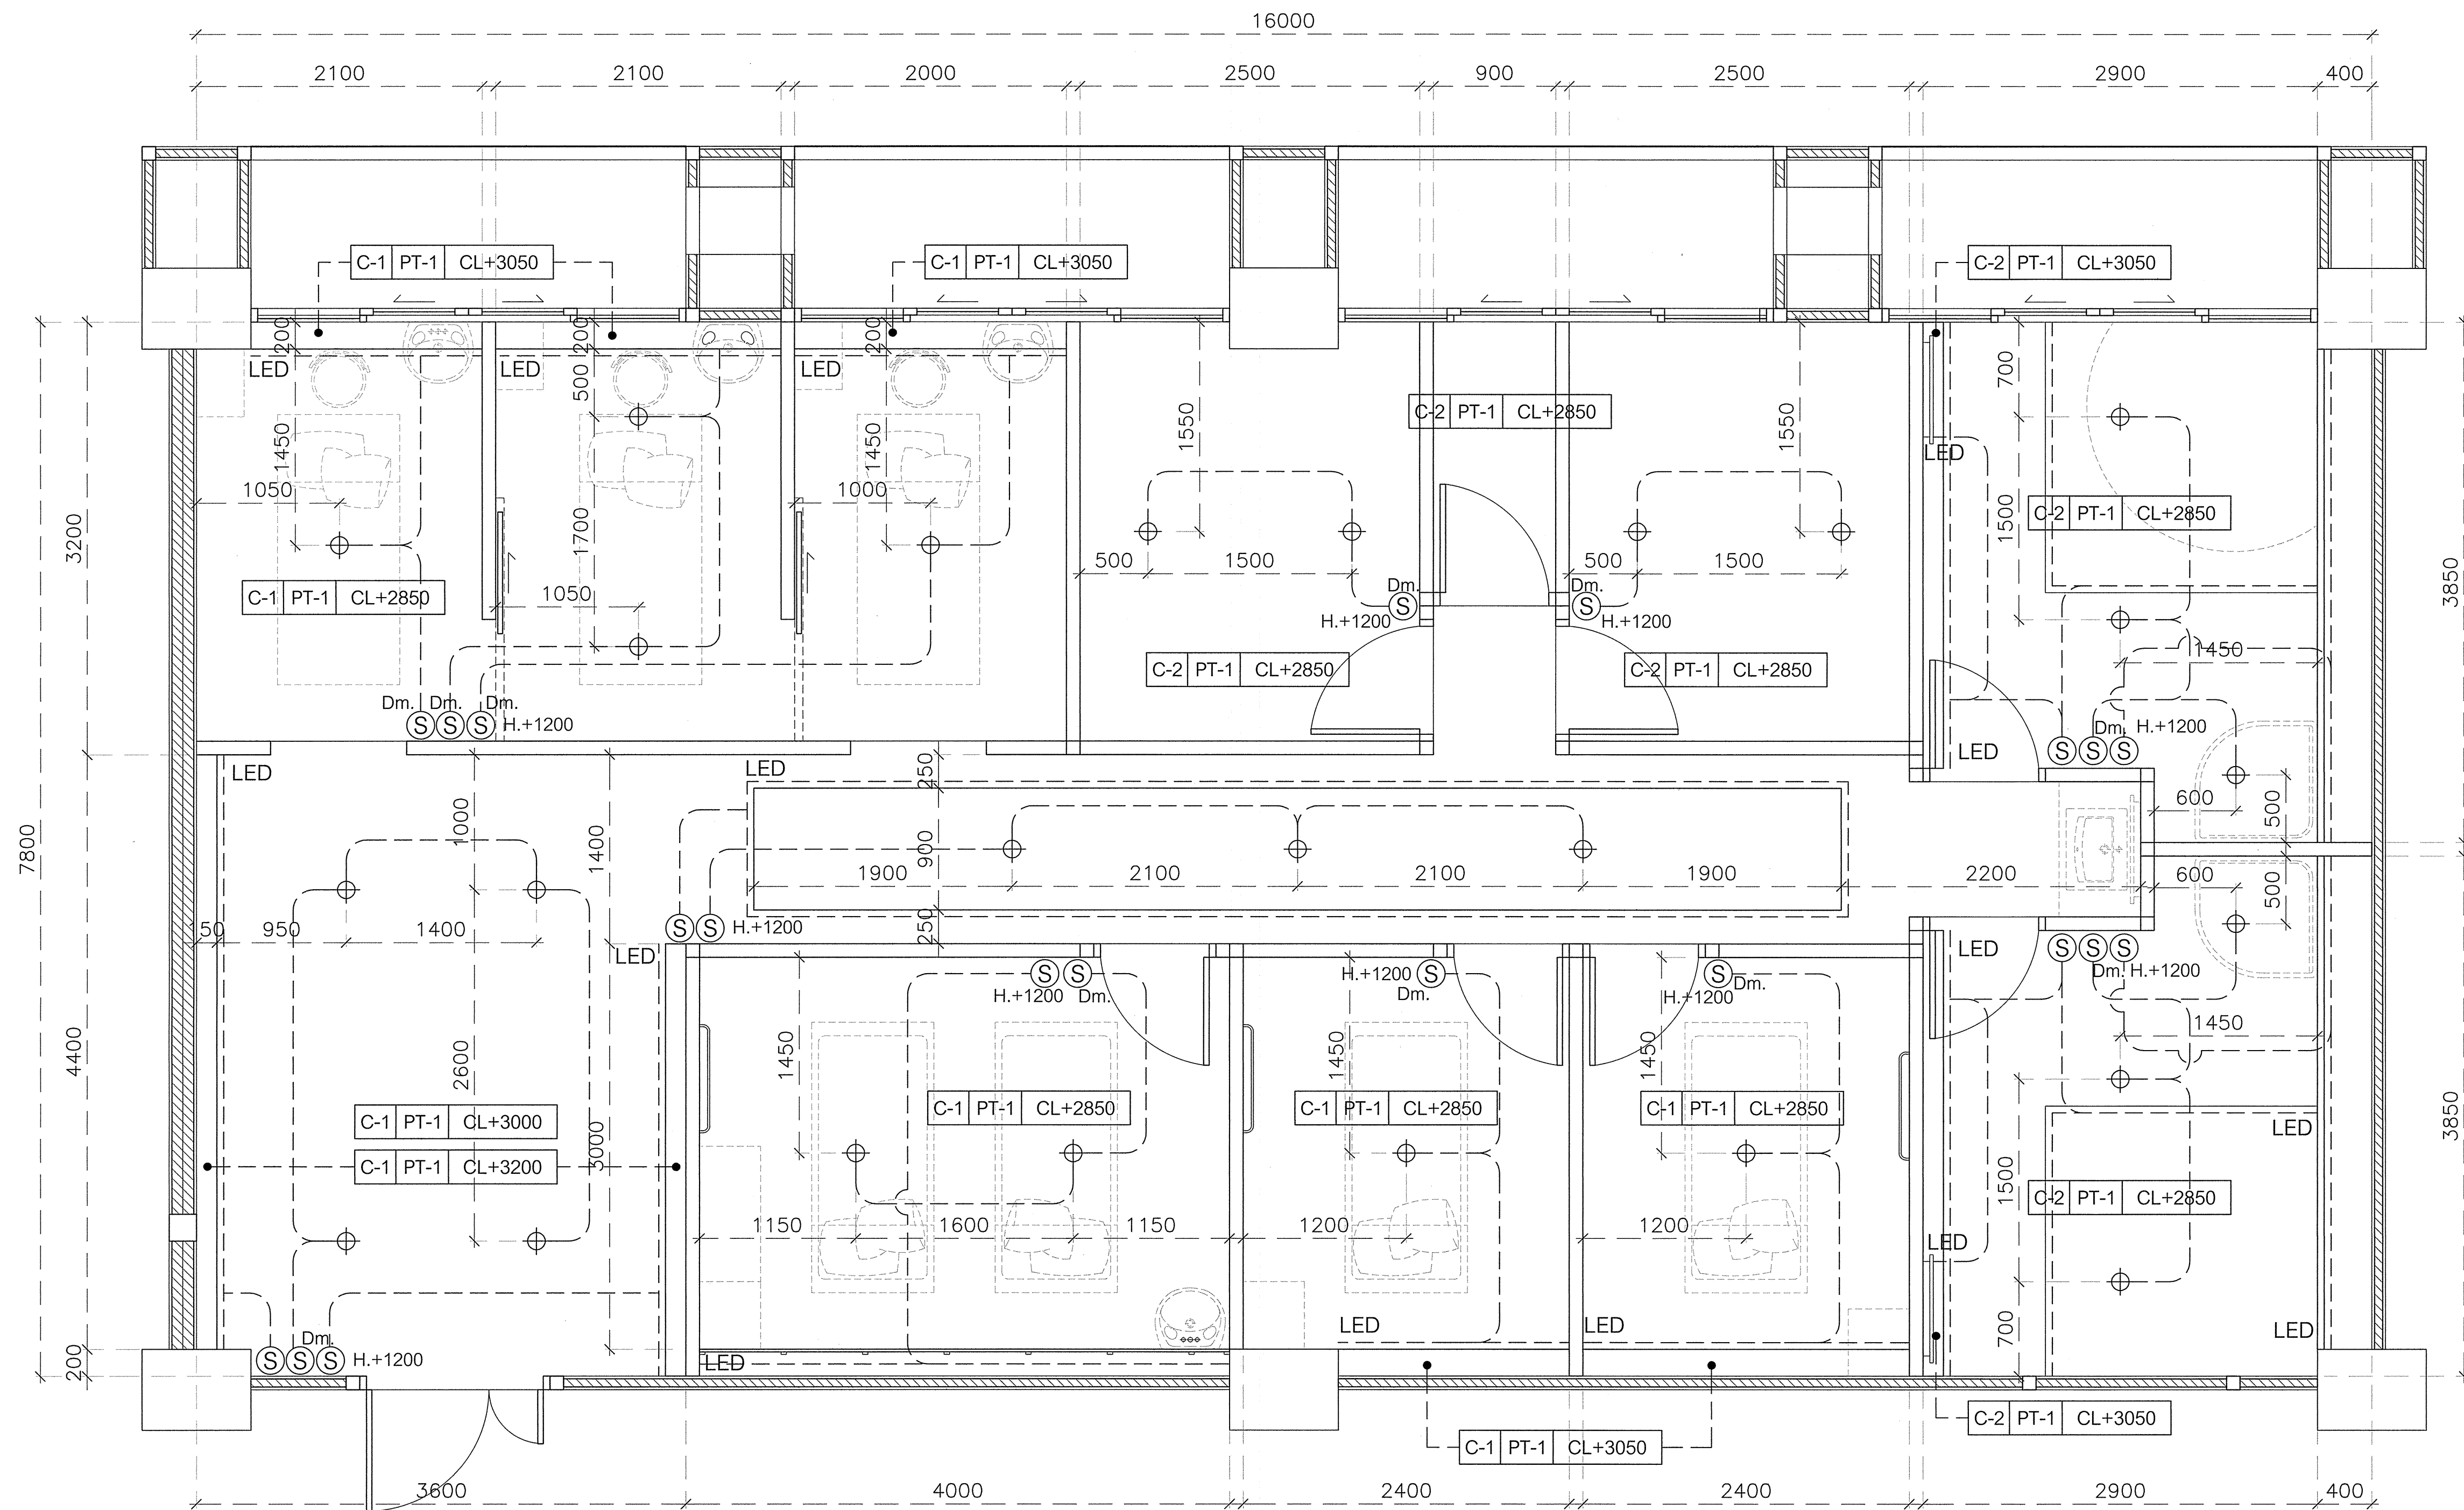 16000
2100 2100 2000 2500 900 2500 2900 400
C-1 PT-1 CL+3050
C-1 PT-1 CL+3050
C-2 PT-1 CL+3050
200 200 200
LED LED LED
500
700
1550 1550
C-2 PT-1 CL+2850
1450 1450
LED
1050 1000
C-2 PT-1 CL+2850
3200
1700
1500
500 1500 500 1500
3850
C-1 PT-1 CL+2850
1050
Dm. Dm.
H.+1200 H.+1200
1450
C-2 PT-1 CL+2850
C-2 PT-1 CL+2850
Dm. Dm. Dm.
S S S H.+1200
S S
Dm. H.+1200
S S S
LED
LED LED
250
1000
1400
600 500
7800
900
1900 2100 2100 1900 2200 600
500
50 950 1400
S S H.+1200
250
LED
LED
S S S
H.+1200 S S Dm.
H.+1200 S Dm.
S Dm. H.+1200
Dm. H.+1200
4400
2600
1450 1450 1450
1450
C-1 PT-1 CL+2850
C-1 PT-1 CL+2850
C-1 PT-1 CL+2850
C-1 PT-1 CL+3000
LED
3850
C-1 PT-1 CL+3200
3000
1500
C-2 PT-1 CL+2850
1150 1600 1150 1200 1200
LED
LED LED
LED
700
Dm.
S S S H.+1200
LED
200
C-2 PT-1 CL+3050
C-1 PT-1 CL+3050
3600 4000 2400 2400 2900 400